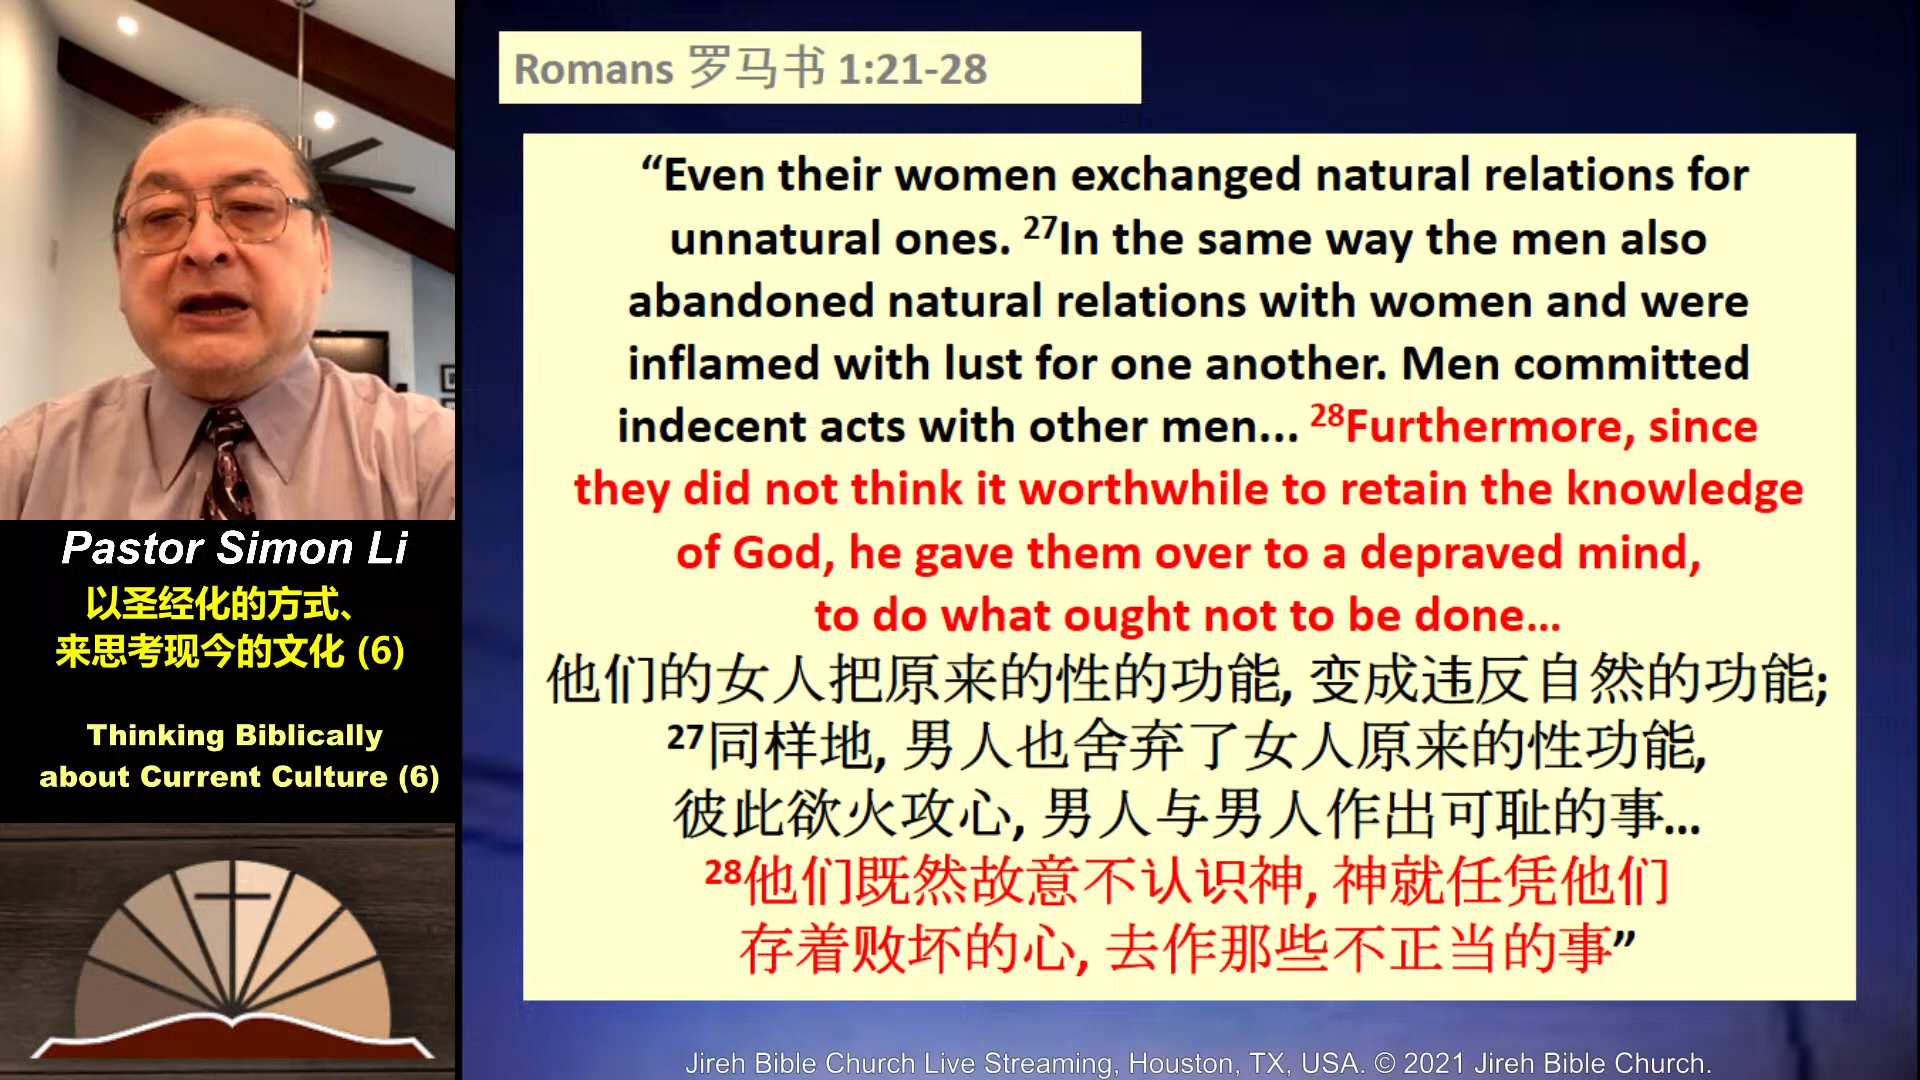 Romans 罗马书 1:21-28
“Even their women exchanged natural relations for
unnatural ones. 27In the same way the men also
abandoned natural relations with women and were
inflamed with lust for one another. Men committed
indecent acts with other men... 28Furthermore, since
they did not think it worthwhile to retain the knowledge
of God, he gave them over to a depraved mind,
to do what ought not to be done...
他们的女人把原来的性的功能, 变成违反自然的功能;
27同样地, 男人也舍弃了女人原来的性功能,
彼此欲火攻心, 男人与男人作出可耻的事...
28他们既然故意不认识神, 神就任凭他们
存着败坏的心, 去作那些不正当的事”
Pastor Simon Li
以圣经化的方式、
来思考现今的文化 (6)
Thinking Biblically
about Current Culture (6)
Jireh Bible Church Live Streaming, Houston, TX, USA. © 2021 Jireh Bible Church.